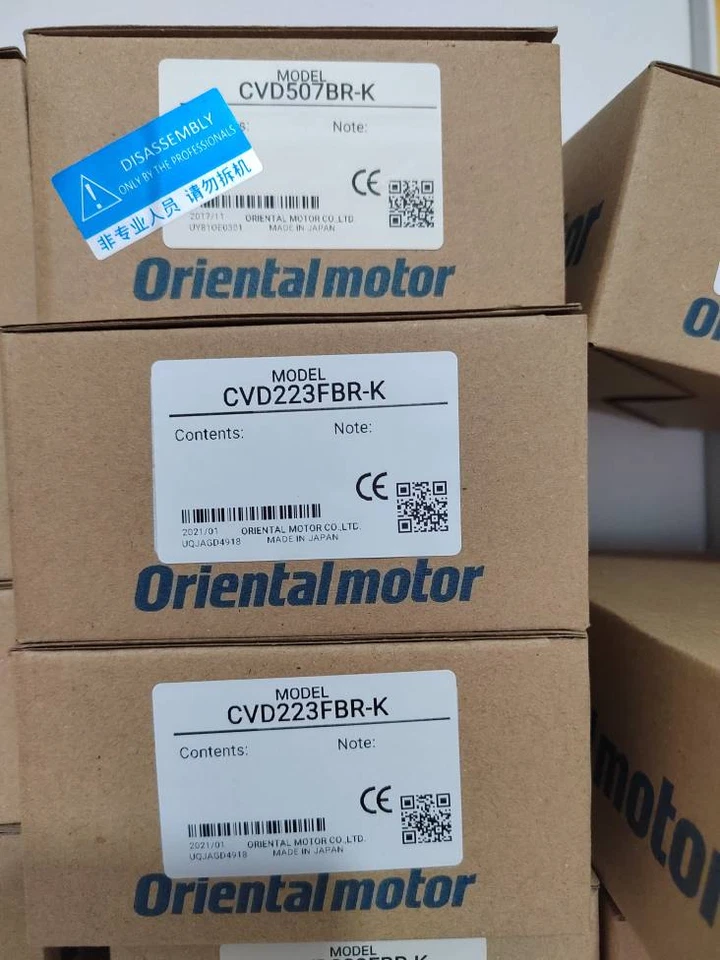 MODEL
CVD507BR-K
Note:
DISASSEMBLY
ONLY BY THE PROFESSIONALS
非专业人员 请勿拆机
CE
2017/11 ORIENTAL MOTOR CO.,LTD.
MADE IN JAPAN
Orientalmotor
MODEL
CVD223FBR-K
Contents: Note:
CE
2021/01 ORIENTAL MOTOR CO.,LTD.
UQJAGD4918 MADE IN JAPAN
Orientalmotor
MODEL
CVD223FBR-K
Contents: Note:
CE
2021/01 ORIENTAL MOTOR CO.,LTD.
UQJAGD4918 MADE IN JAPAN
Orientalmotor
MODEL
motor